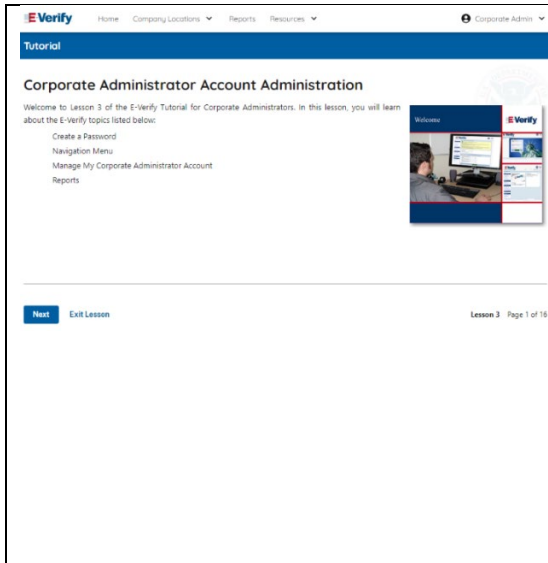 E-Verify Home Company Locations Reports Resources Corporate Admin
Tutorial
Corporate Administrator Account Administration
Welcome to Lesson 3 of the E-Verify Tutorial for Corporate Administrators. In this lesson, you will learn
about the E-Verify topics listed below:
Create a Password
Navigation Menu
Manage My Corporate Administrator Account
Reports
Welcome
E-Verify
Next Exit Lesson Lesson 3 Page 1 of 16